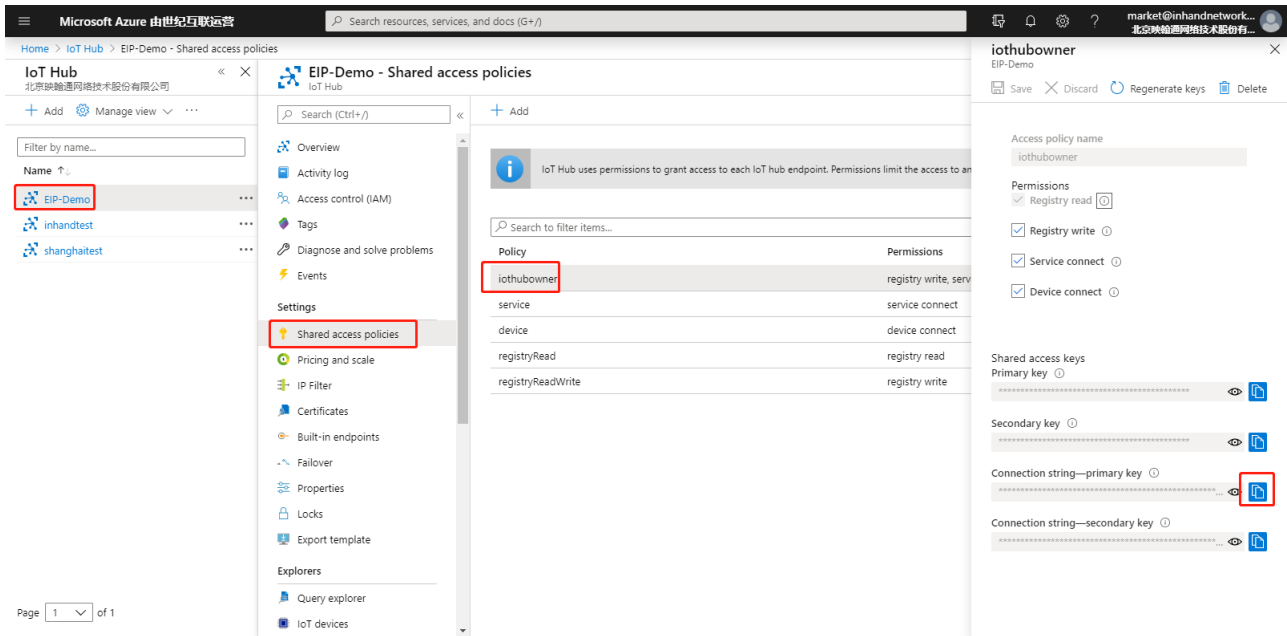 Microsoft Azure 由世纪互联运营
Search resources, services, and docs (G+/)
market@inhandnetwork...
北京映翰通网络技术股份有...
Home > IoT Hub > EIP-Demo - Shared access policies
IoT Hub
北京映翰通网络技术股份有限公司
Add
Manage view
Filter by name...
Name
EIP-Demo
inhandtest
shanghaitest
Page 1 of 1
EIP-Demo - Shared access policies
IoT Hub
Search (Ctrl+/)
Overview
Activity log
Access control (IAM)
Tags
Diagnose and solve problems
Events
Settings
Shared access policies
Pricing and scale
IP Filter
Certificates
Built-in endpoints
Failover
Properties
Locks
Export template
Explorers
Query explorer
IoT devices
Add
IoT Hub uses permissions to grant access to each IoT hub endpoint. Permissions limit the access to an
Search to filter items...
Policy Permissions
iothubowner registry write, serv
service service connect
device device connect
registryRead registry read
registryReadWrite registry write
iothubowner
EIP-Demo
Save Discard Regenerate keys Delete
Access policy name
iothubowner
Permissions
Registry read
Registry write
Service connect
Device connect
Shared access keys
Primary key
Secondary key
Connection string—primary key
Connection string—secondary key